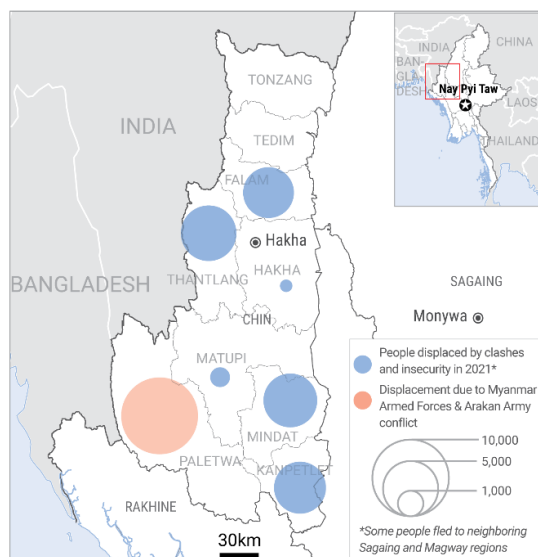 TONZANG
INDIA
TEDIM
FALAM
Hakha
BANGLADESH
THANTLANG
HAKHA
SAGAING
CHIN
Monywa
MATUPI
MINDAT
PALETWA
KANPETLET
RAKHINE
30km
INDIA
CHINA
BAN-
GLA-
DESH
Nay Pyi Taw
LAOS
THAILAND
People displaced by clashes
and insecurity in 2021*
Displacement due to Myanmar
Armed Forces & Arakan Army
conflict
10,000
5,000
1,000
*Some people fled to neighboring
Sagaing and Magway regions